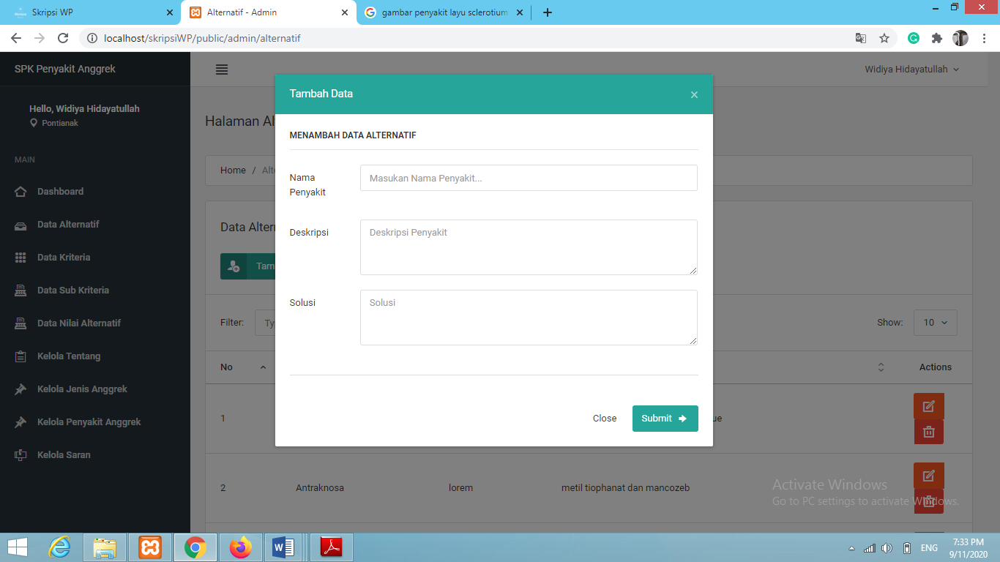 Skripsi WP
Alternatif - Admin
gambar penyakit layu sclerotium
localhost/skripsiWP/public/admin/alternatif
SPK Penyakit Anggrek
Widiya Hidayatullah
Hello, Widiya Hidayatullah
Pontianak
MAIN
Dashboard
Data Alternatif
Data Kriteria
Data Sub Kriteria
Data Nilai Alternatif
Kelola Tentang
Kelola Jenis Anggrek
Kelola Penyakit Anggrek
Kelola Saran
Halaman Al
Home / Alt
Data Altern
Tam
Filter: Ty
Show: 10
No
Actions
1
ue
2 Antraknosa lorem metil tiophanat dan mancozeb
Tambah Data
MENAMBAH DATA ALTERNATIF
Nama Penyakit
Masukan Nama Penyakit...
Deskripsi
Deskripsi Penyakit
Solusi
Solusi
Close
Submit
Activate Windows
Go to PC settings to activate Windows.
ENG
7:33 PM
9/11/2020